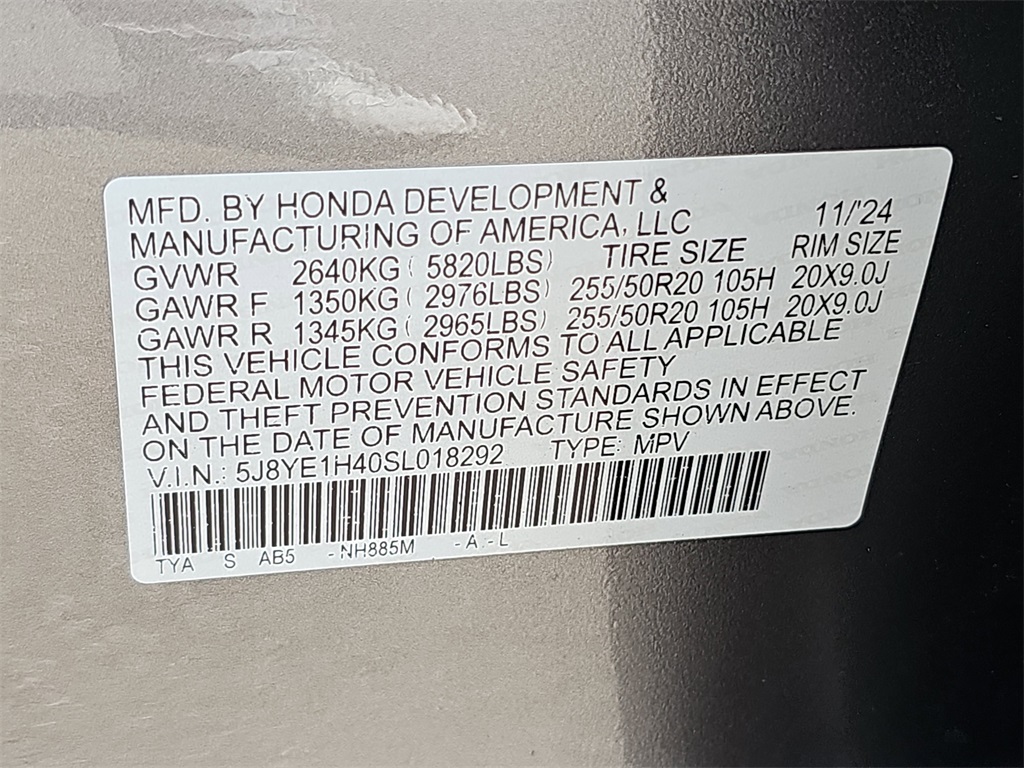 MFD. BY HONDA DEVELOPMENT &
MANUFACTURING OF AMERICA, LLC 11/'24
GVWR 2640KG ( 5820LBS) TIRE SIZE RIM SIZE
GAWR F 1350KG ( 2976LBS) 255/50R20 105H 20X9.0J
GAWR R 1345KG ( 2965LBS) 255/50R20 105H 20X9.0J
THIS VEHICLE CONFORMS TO ALL APPLICABLE
FEDERAL MOTOR VEHICLE SAFETY
AND THEFT PREVENTION STANDARDS IN EFFECT
ON THE DATE OF MANUFACTURE SHOWN ABOVE.
V.I.N.: 5J8YE1H40SL018292 TYPE: MPV
TYA S AB5 -NH885M -A -L